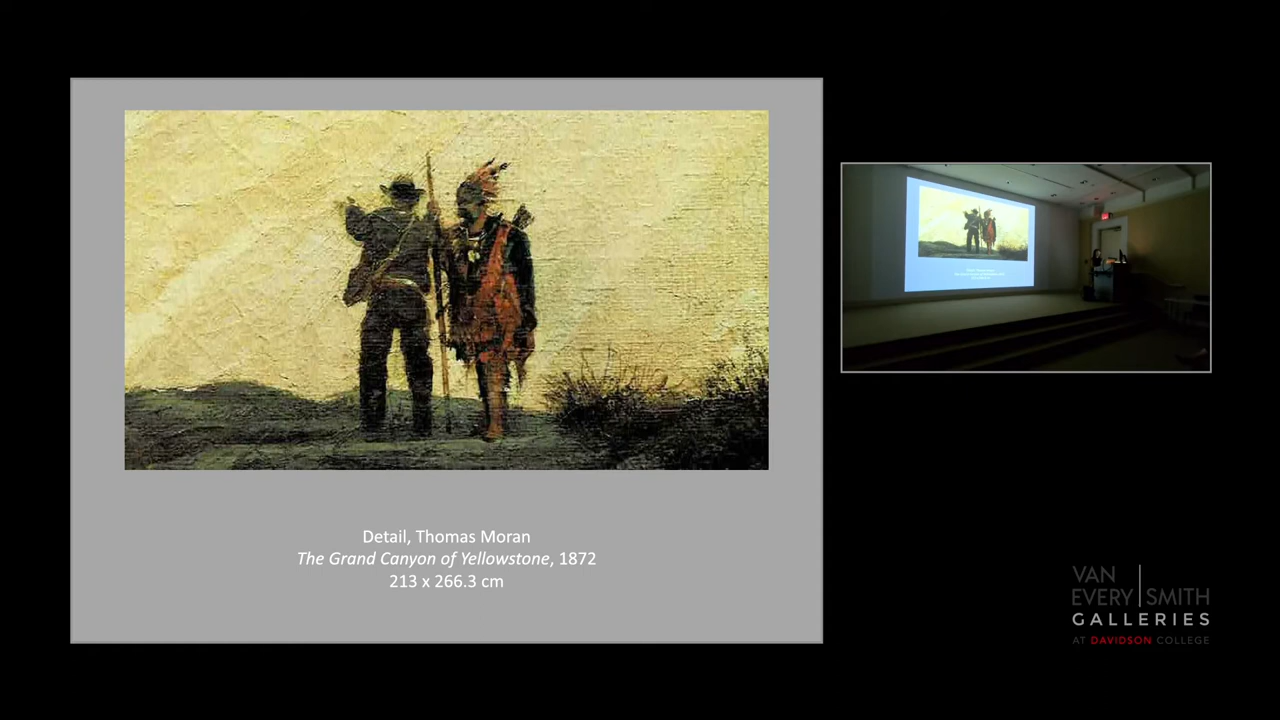 Detail, Thomas Moran
The Grand Canyon of Yellowstone, 1872
213 x 266.3 cm
VAN
EVERY SMITH
GALLERIES
AT DAVIDSON COLLEGE